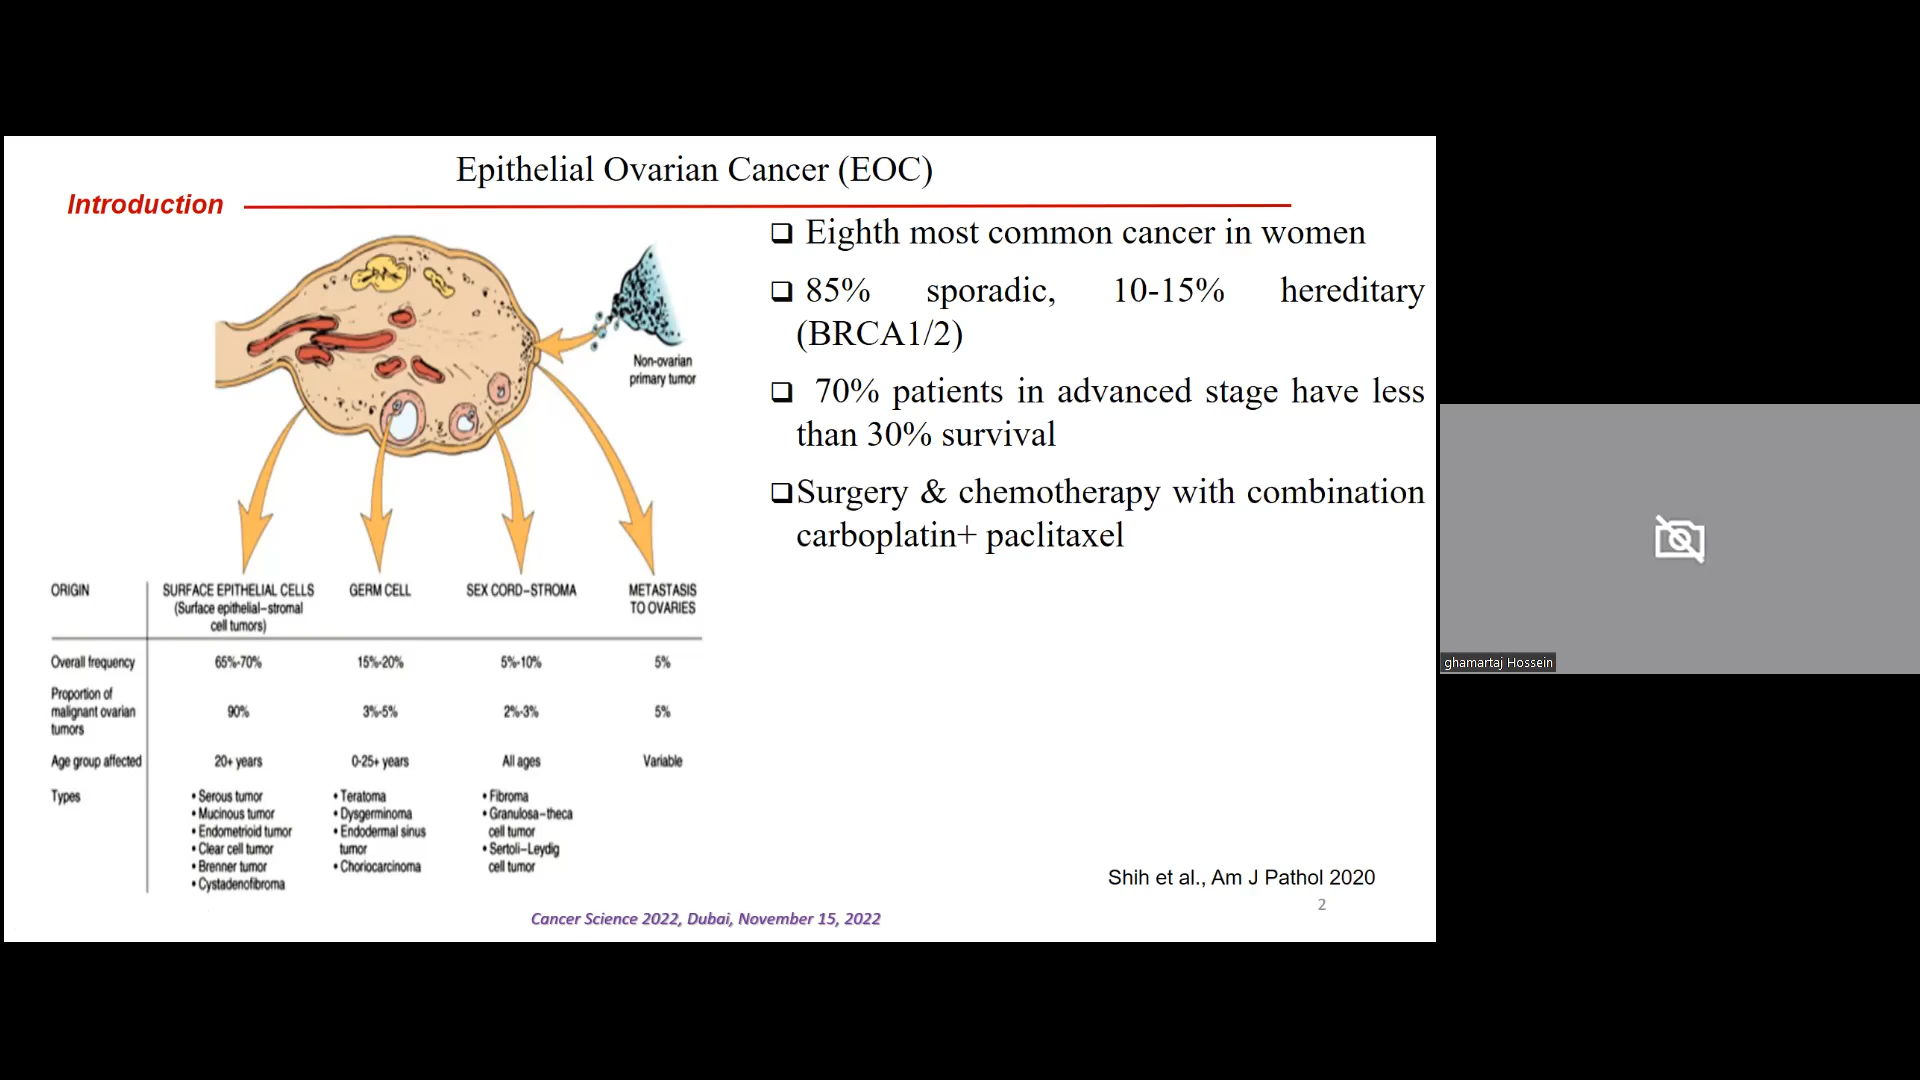 Epithelial Ovarian Cancer (EOC)
Introduction
Non-ovarian
primary tumor
❑ Eighth most common cancer in women
❑ 85% sporadic, 10-15% hereditary
(BRCA1/2)
❑ 70% patients in advanced stage have less
than 30% survival
❑Surgery & chemotherapy with combination
carboplatin+ paclitaxel
ORIGIN SURFACE EPITHELIAL CELLS GERM CELL SEX CORD–STROMA METASTASIS
(Surface epithelial–stromal TO OVARIES
cell tumors)
Overall frequency 65%-70% 15%-20% 5%-10% 5%
Proportion of
malignant ovarian 90% 3%-5% 2%-3% 5%
tumors
Age group affected 20+ years 0-25+ years All ages Variable
Types • Serous tumor • Teratoma • Fibroma
• Mucinous tumor • Dysgerminoma • Granulosa–theca
• Endometrioid tumor • Endodermal sinus cell tumor
• Clear cell tumor tumor • Sertoli–Leydig
• Brenner tumor • Choriocarcinoma cell tumor
• Cystadenofibroma
Shih et al., Am J Pathol 2020
2
Cancer Science 2022, Dubai, November 15, 2022
ghamartaj Hossein